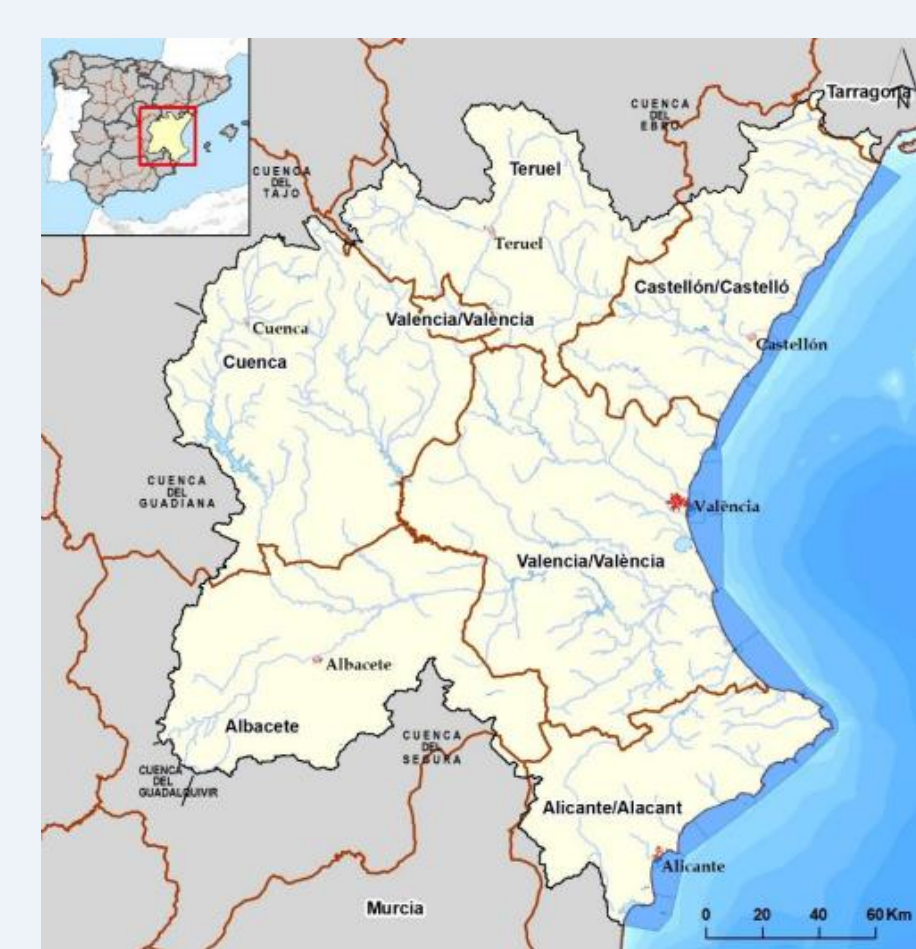 Tarragona
N
CUENCA
DEL
EBRO
CUENCA
DEL
TAJO
Teruel
Teruel
Castellón/Castelló
Valencia/València
Cuenca
Castellón
Cuenca
CUENCA
DEL
GUADIANA
València
Valencia/València
Albacete
Albacete
CUENCA
DEL
SEGURA
CUENCA
DEL
GUADALQUIVIR
Alicante/Alacant
Alicante
Murcia
0 20 40 60 Km